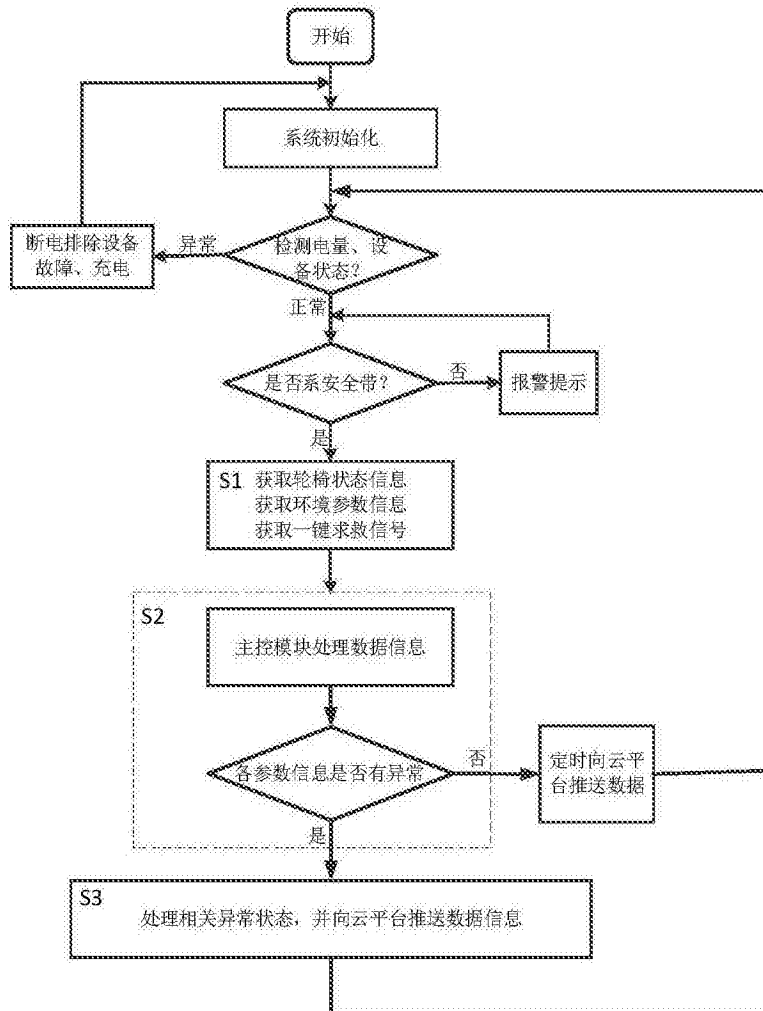 开始
系统初始化
断电排除设备
故障、充电
异常
检测电量、设
备状态?
正常
是否系安全带?
否
报警提示
是
S1
获取轮椅状态信息
获取环境参数信息
获取一键求救信号
S2
主控模块处理数据信息
各参数信息是否有异常
否
定时向云平
台推送数据
是
S3
处理相关异常状态，并向云平台推送数据信息